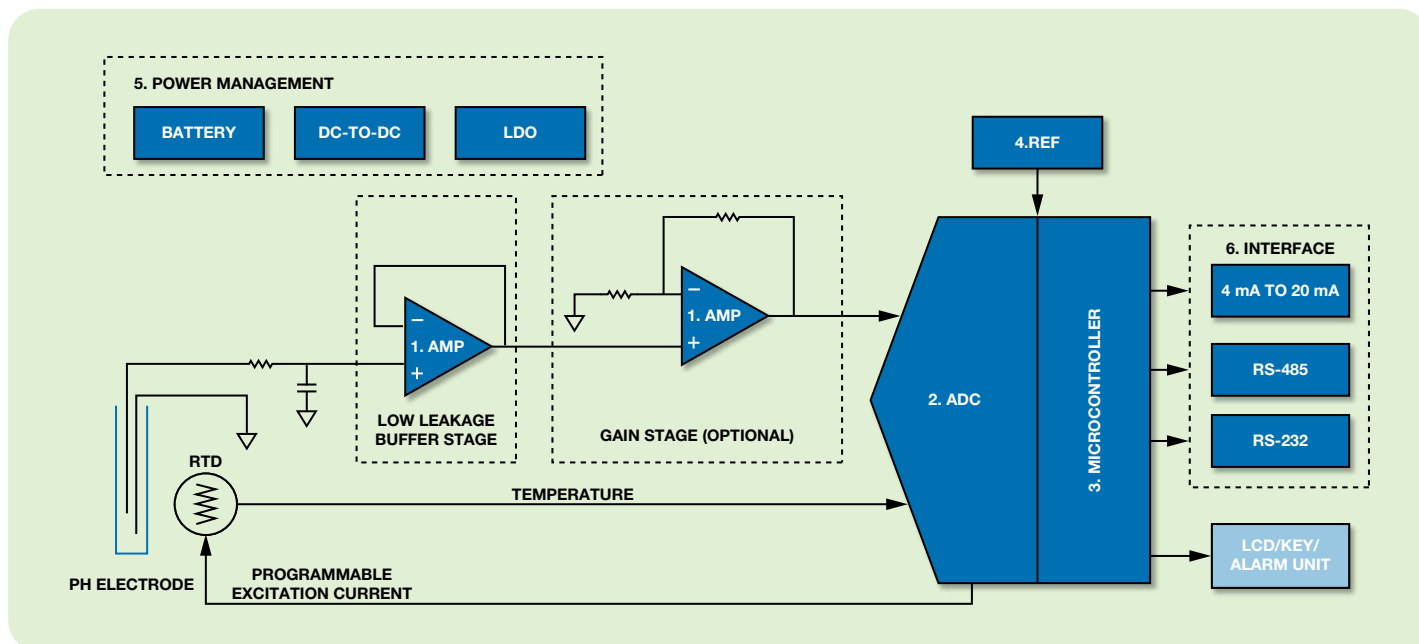 5. POWER MANAGEMENT
BATTERY
DC-TO-DC
LDO
4.REF
6. INTERFACE
4 mA TO 20 mA
RS-485
RS-232
LCD/KEY/
ALARM UNIT
−
1. AMP
+
LOW LEAKAGE
BUFFER STAGE
−
1. AMP
+
GAIN STAGE (OPTIONAL)
2. ADC
3. MICROCONTROLLER
RTD
TEMPERATURE
PH ELECTRODE
PROGRAMMABLE
EXCITATION CURRENT